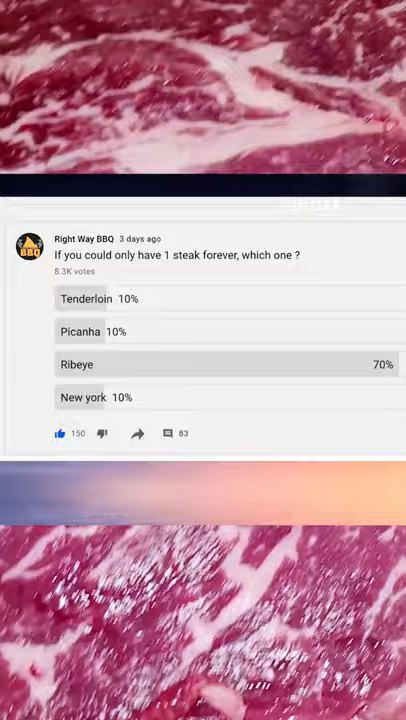 Right Way BBQ 3 days ago
If you could only have 1 steak forever, which one ?
8.3K votes
BBQ
Tenderloin 10%
Picanha 10%
Ribeye 70%
New york 10%
150 83